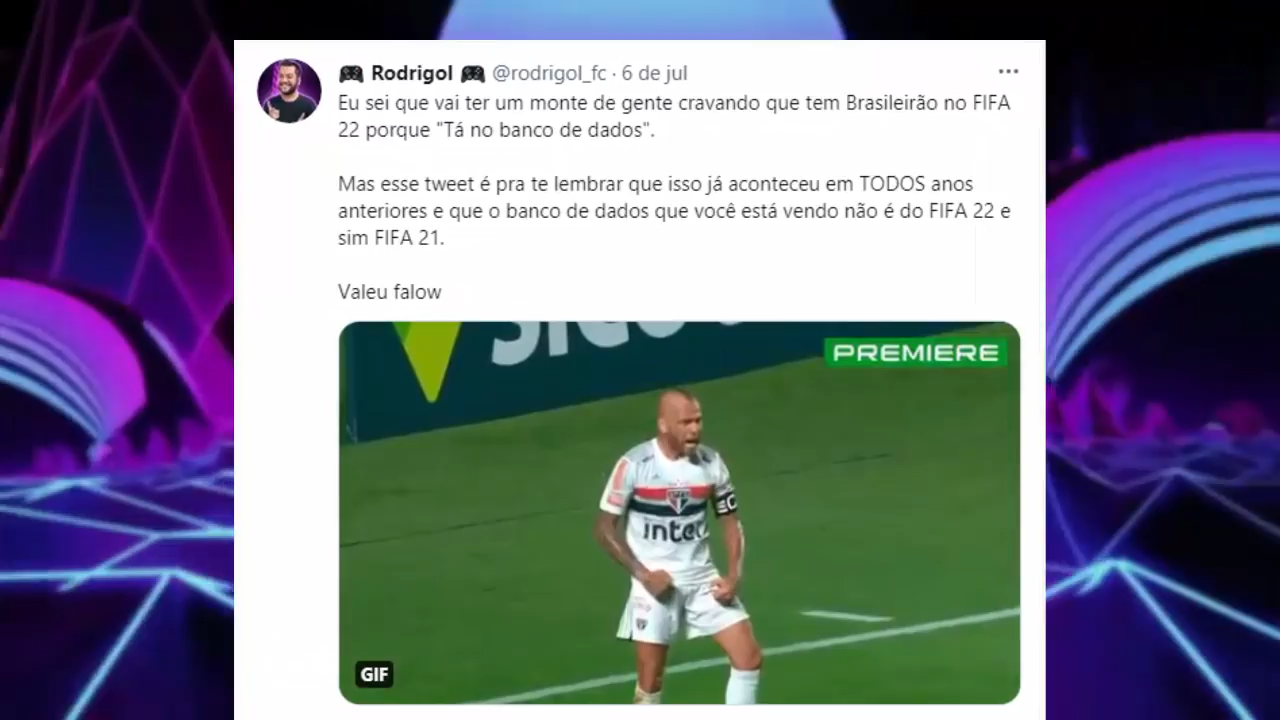 🎮 Rodrigol 🎮 @rodrigol_fc · 6 de jul
Eu sei que vai ter um monte de gente cravando que tem Brasileirão no FIFA
22 porque "Tá no banco de dados".
Mas esse tweet é pra te lembrar que isso já aconteceu em TODOS anos
anteriores e que o banco de dados que você está vendo não é do FIFA 22 e
sim FIFA 21.
Valeu falow
PREMIERE
inter
GIF